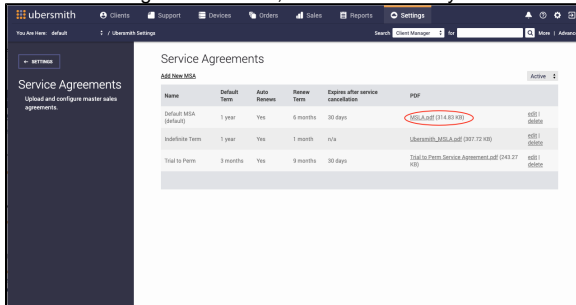 ubersmith
Clients
Support
Devices
Orders
Sales
Reports
Settings
You Are Here: default : / Ubersmith Settings
Search Client Manager for
More | Advanc
← SETTINGS
Service Agreements
Upload and configure master sales
agreements.
Service Agreements
Add New MSA
Active
Name
Default
Term
Auto
Renews
Renew
Term
Expires after service
cancellation
PDF
Default MSA
(default)
1 year
Yes
6 months
30 days
MSLA.pdf (314.83 KB)
edit |
delete
Indefinite Term
1 year
Yes
1 month
n/a
Ubersmith_MSLA.pdf (307.72 KB)
edit |
delete
Trial to Perm
3 months
Yes
9 months
30 days
Trial to Perm Service Agreement.pdf (243.27
KB)
edit |
delete